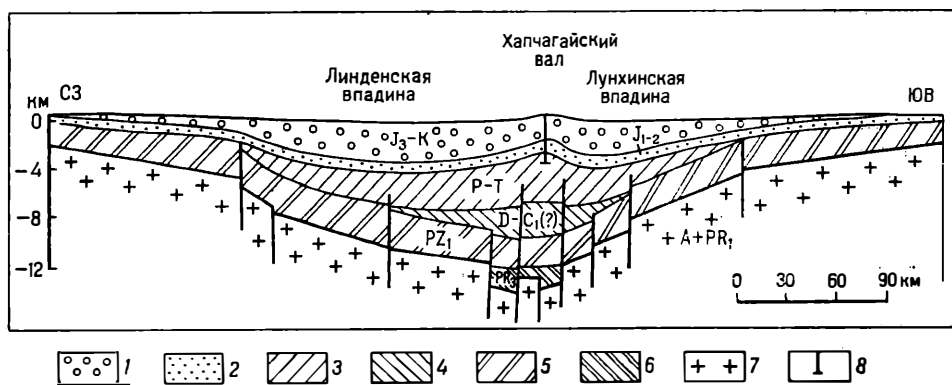 Хапчагайский
вал
Линденская
впадина
Лунхинская
впадина
СЗ
ЮВ
км
0
-4
-8
-12
J₃-K
J₁₋₂
P-T
D-C₁(?)
PZ₁
PR₃
A+PR₁
0 30 60 90 км
1 2 3 4 5 6 7 8